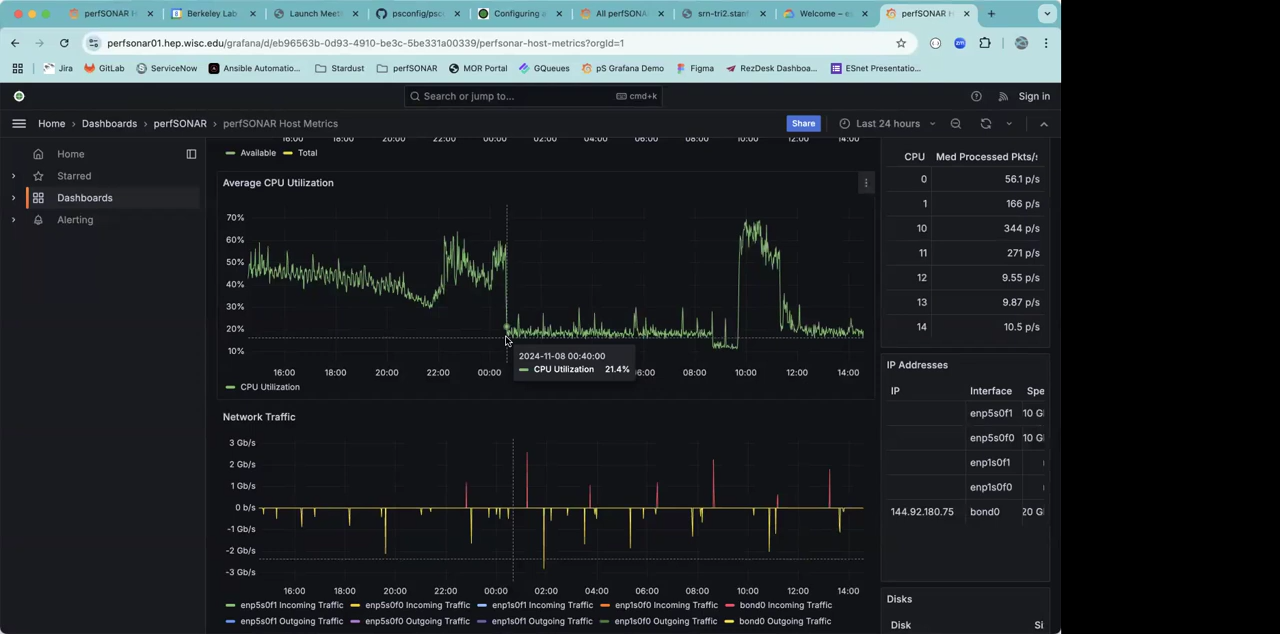 perfSONAR H
Berkeley Lab
Launch Meet
psconfig/psc
Configuring a
All perfSONA
srn-tri2.stan
Welcome – e
perfSONAR H
perfsonar01.hep.wisc.edu/grafana/d/eb96563b-0d93-4910-be3c-5be331a00339/perfsonar-host-metrics?orgId=1
Jira GitLab ServiceNow Ansible Automatio... Stardust perfSONAR MOR Portal GQueues pS Grafana Demo Figma RezDesk Dashboa... ESnet Presentatio...
Search or jump to... cmd+k Sign in
Home › Dashboards › perfSONAR › perfSONAR Host Metrics Share Last 24 hours
Home
Starred
Dashboards
Alerting
16:00 18:00 20:00 22:00 00:00 02:00 04:00 06:00 08:00 10:00 12:00 14:00
Available Total
Average CPU Utilization
70%
60%
50%
40%
30%
20%
10%
16:00 18:00 20:00 22:00 00:00 06:00 08:00 10:00 12:00 14:00
2024-11-08 00:40:00
CPU Utilization 21.4%
CPU Utilization
Network Traffic
3 Gb/s
2 Gb/s
1 Gb/s
0 b/s
-1 Gb/s
-2 Gb/s
-3 Gb/s
16:00 18:00 20:00 22:00 00:00 02:00 04:00 06:00 08:00 10:00 12:00 14:00
enp5s0f1 Incoming Traffic enp5s0f0 Incoming Traffic enp1s0f1 Incoming Traffic enp1s0f0 Incoming Traffic bond0 Incoming Traffic
enp5s0f1 Outgoing Traffic enp5s0f0 Outgoing Traffic enp1s0f1 Outgoing Traffic enp1s0f0 Outgoing Traffic bond0 Outgoing Traffic
CPU Med Processed Pkts/
0 56.1 p/s
1 166 p/s
10 344 p/s
11 271 p/s
12 9.55 p/s
13 9.87 p/s
14 10.5 p/s
IP Addresses
IP Interface Spe
enp5s0f1 10 G
enp5s0f0 10 G
enp1s0f1
enp1s0f0
144.92.180.75 bond0 20 G
Disks
Disk Si